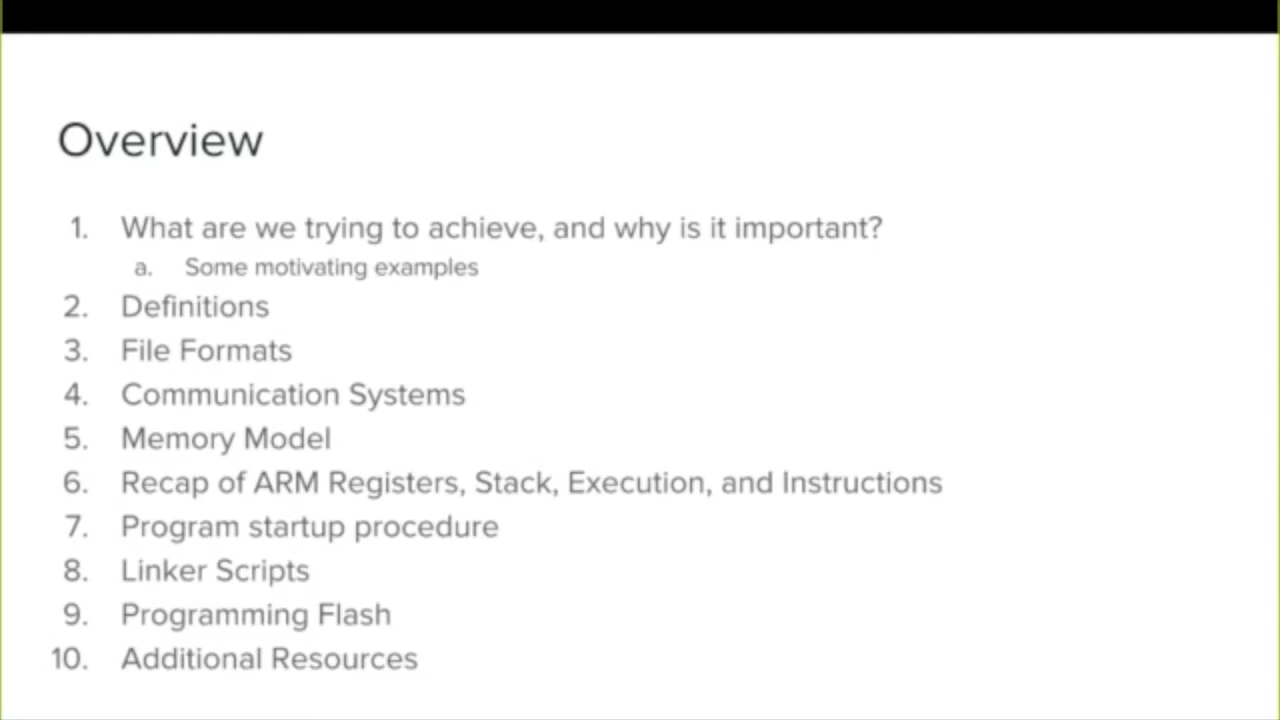 Overview
1. What are we trying to achieve, and why is it important?
a. Some motivating examples
2. Definitions
3. File Formats
4. Communication Systems
5. Memory Model
6. Recap of ARM Registers, Stack, Execution, and Instructions
7. Program startup procedure
8. Linker Scripts
9. Programming Flash
10. Additional Resources